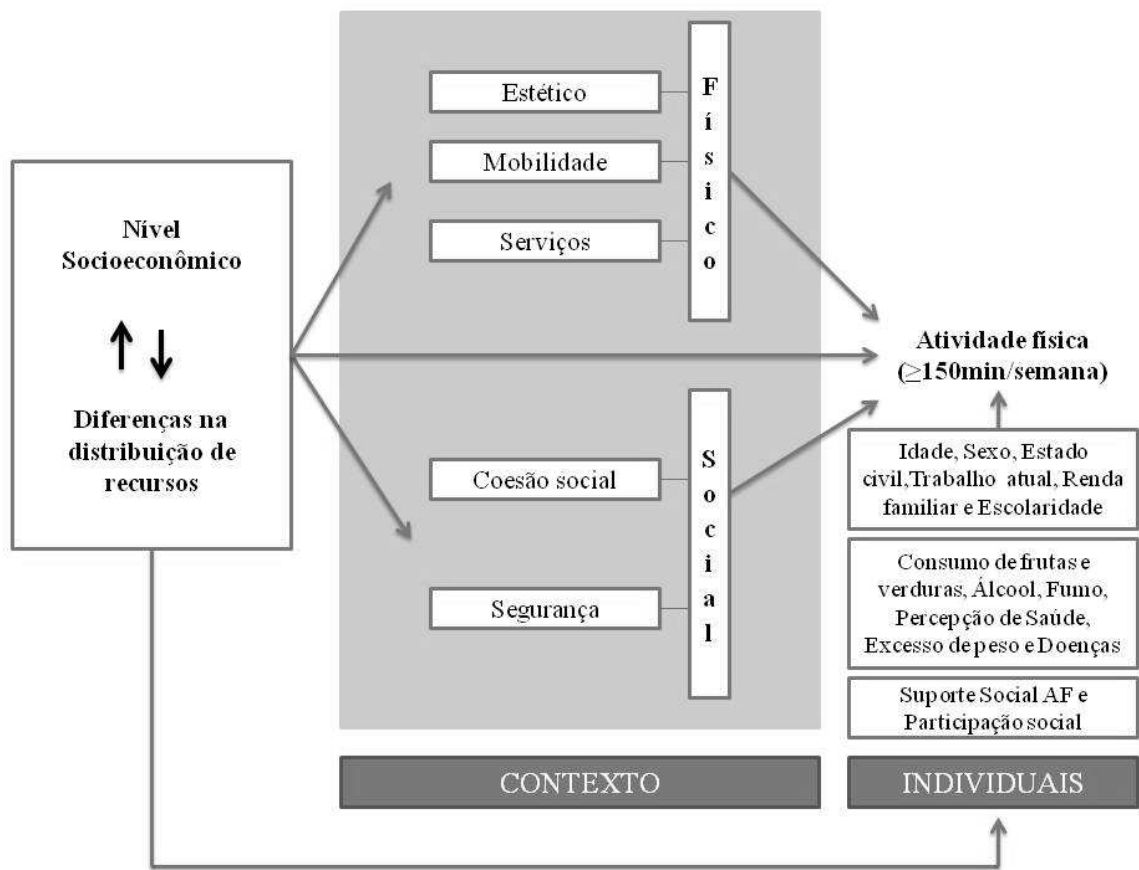 Nível
Socioeconômico
Diferenças na
distribuição de
recursos
Estético
Mobilidade
Serviços
Físico
Coesão social
Segurança
Social
Atividade física
(≥150min/semana)
Idade, Sexo, Estado
civil,Trabalho atual, Renda
familiar e Escolaridade
Consumo de frutas e
verduras, Álcool, Fumo,
Percepção de Saúde,
Excesso de peso e Doenças
Suporte Social AF e
Participação social
CONTEXTO
INDIVIDUAIS